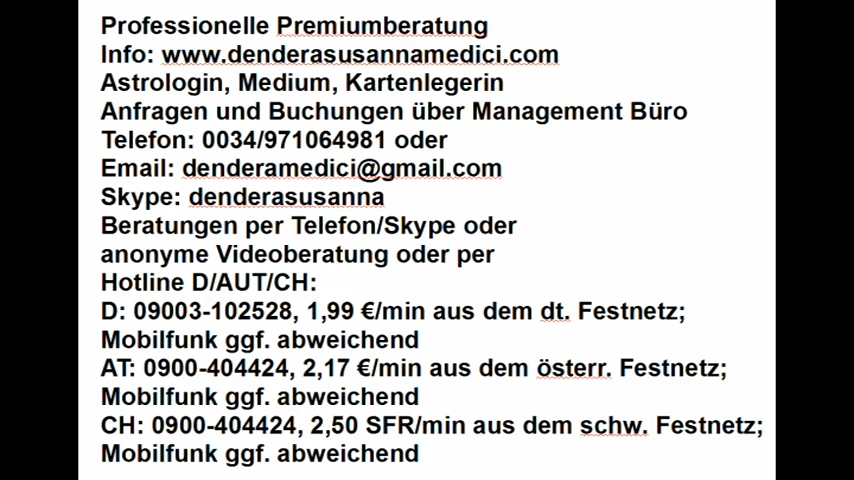 Professionelle Premiumberatung
Info: www.denderasusannamedici.com
Astrologin, Medium, Kartenlegerin
Anfragen und Buchungen über Management Büro
Telefon: 0034/971064981 oder
Email: denderamedici@gmail.com
Skype: denderasusanna
Beratungen per Telefon/Skype oder
anonyme Videoberatung oder per
Hotline D/AUT/CH:
D: 09003-102528, 1,99 €/min aus dem dt. Festnetz;
Mobilfunk ggf. abweichend
AT: 0900-404424, 2,17 €/min aus dem österr. Festnetz;
Mobilfunk ggf. abweichend
CH: 0900-404424, 2,50 SFR/min aus dem schw. Festnetz;
Mobilfunk ggf. abweichend